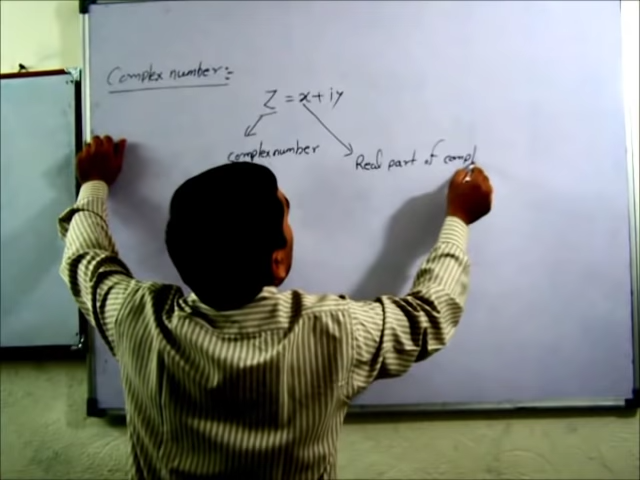 Complex number:-
Z = x + iy
complex number
Real part of compl